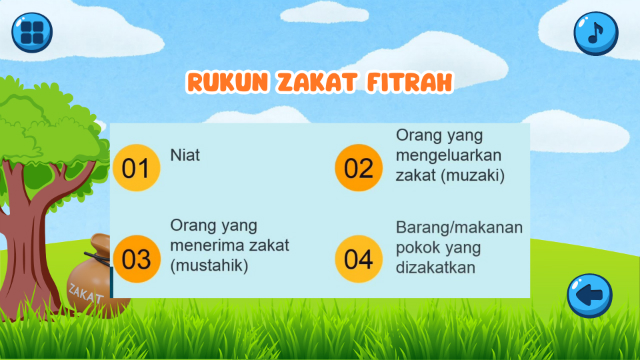 RUKUN ZAKAT FITRAH
01
Niat
02
Orang yang
mengeluarkan
zakat (muzaki)
03
Orang yang
menerima zakat
(mustahik)
04
Barang/makanan
pokok yang
dizakatkan
ZAKAT